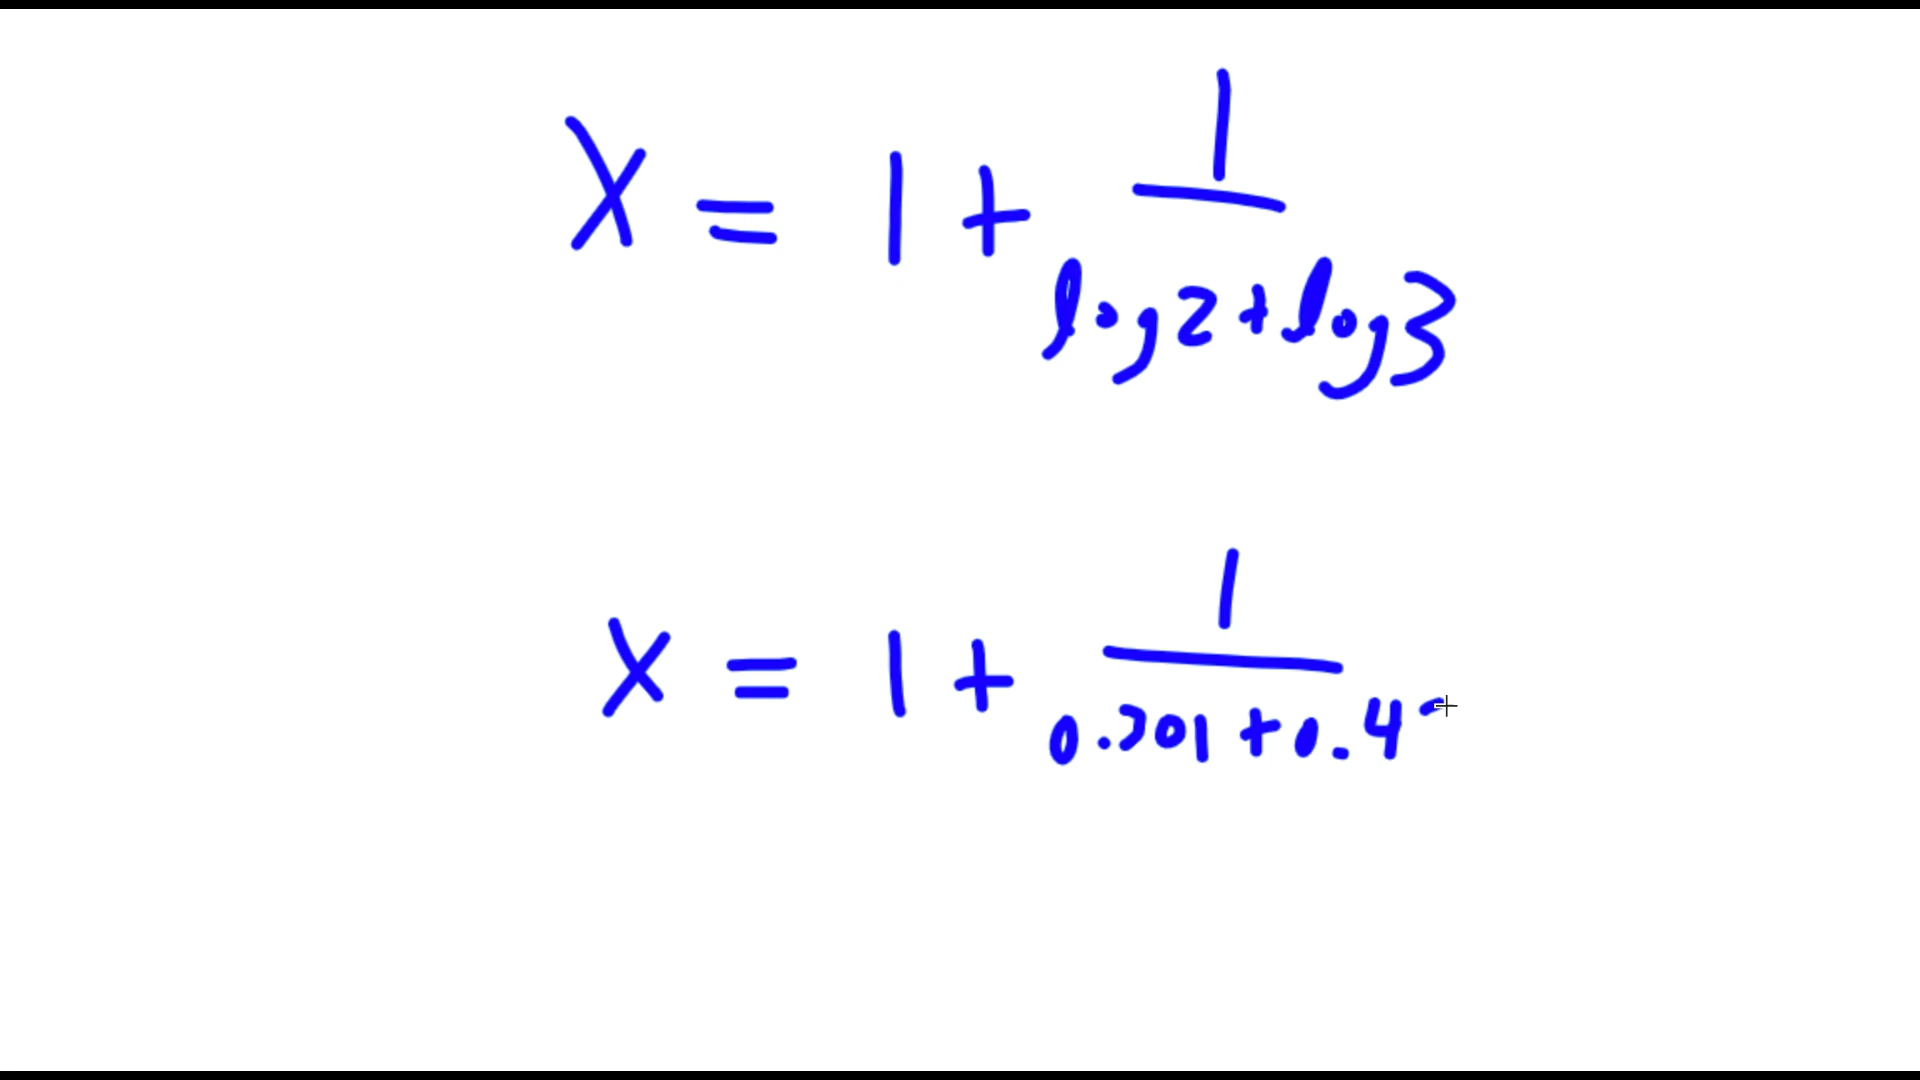 X = 1 + 1/(log2 + log3)
X = 1 + 1/(0.301 + 0.4